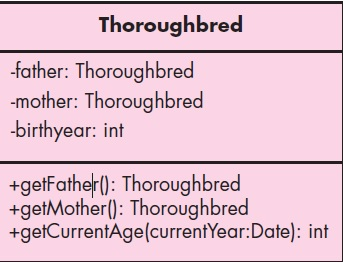 Thoroughbred
-father: Thoroughbred
-mother: Thoroughbred
-birthyear: int
+getFather(): Thoroughbred
+getMother(): Thoroughbred
+getCurrentAge(currentYear:Date): int